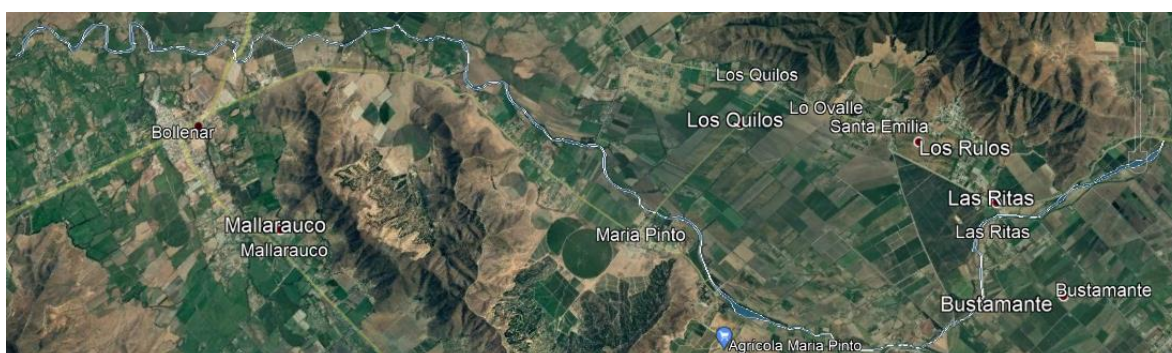 Los Quilos
Lo Ovalle
Los Quilos
Santa Emilia
Bollenar
Los Rulos
Las Ritas
Mallarauco
Las Ritas
Maria Pinto
Mallarauco
Bustamante
Bustamante
Agricola Maria Pinto